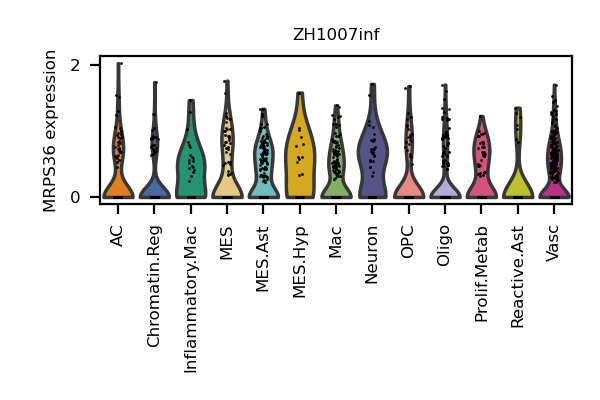 ZH1007inf
MRPS36 expression
2
0
AC
Chromatin.Reg
Inflammatory.Mac
MES
MES.Ast
MES.Hyp
Mac
Neuron
OPC
Oligo
Prolif.Metab
Reactive.Ast
Vasc